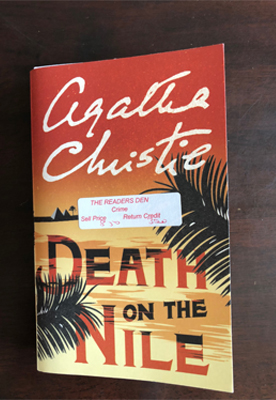 Agatha
Christie
THE READERS DEN
Crime
Sell Price Return Credit
DEATH
ON THE
NILE